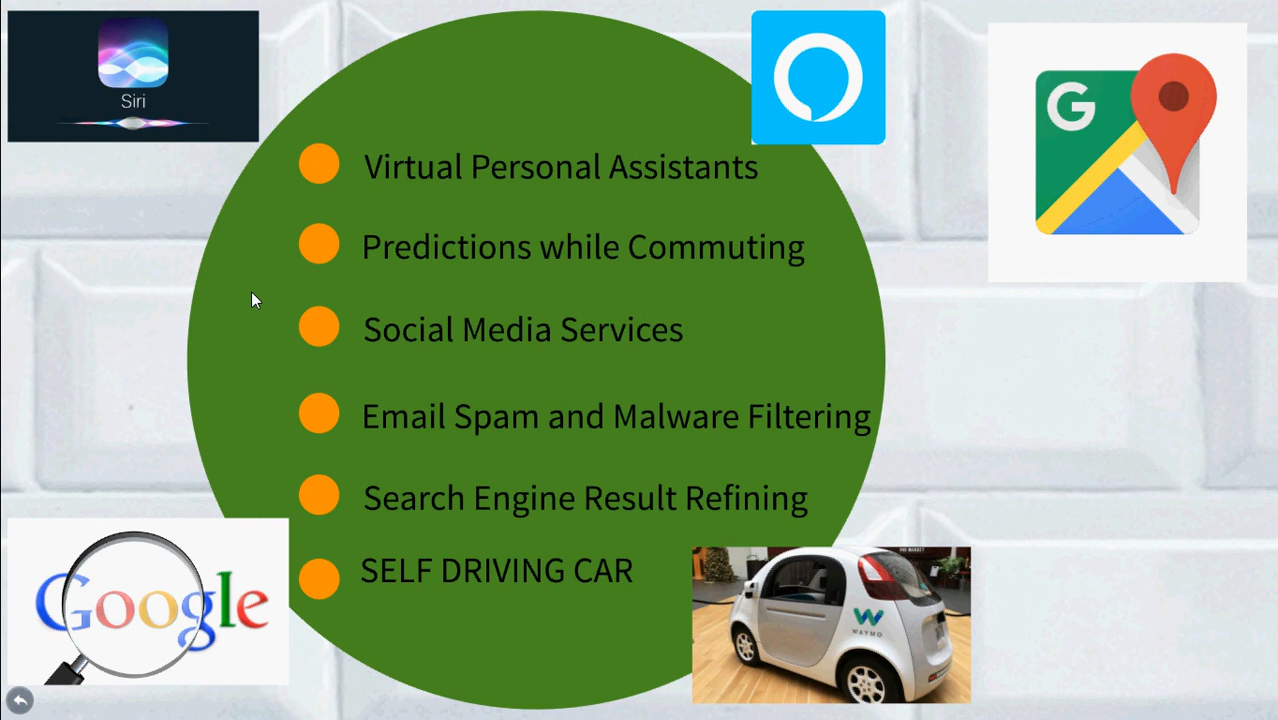 Siri
G
Virtual Personal Assistants
Predictions while Commuting
Social Media Services
Email Spam and Malware Filtering
Search Engine Result Refining
SELF DRIVING CAR
Google
WAYMO